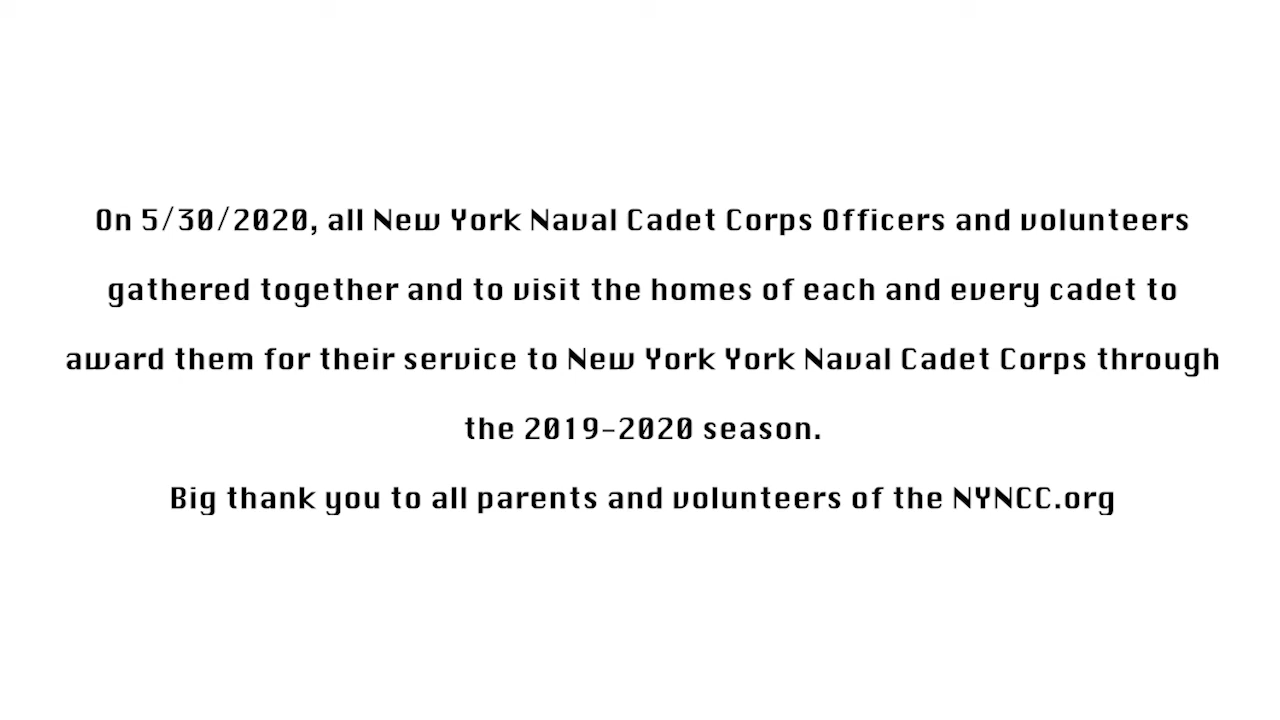 On 5/30/2020, all New York Naval Cadet Corps Officers and volunteers
gathered together and to visit the homes of each and every cadet to
award them for their service to New York York Naval Cadet Corps through
the 2019-2020 season.
Big thank you to all parents and volunteers of the NYNCC.org